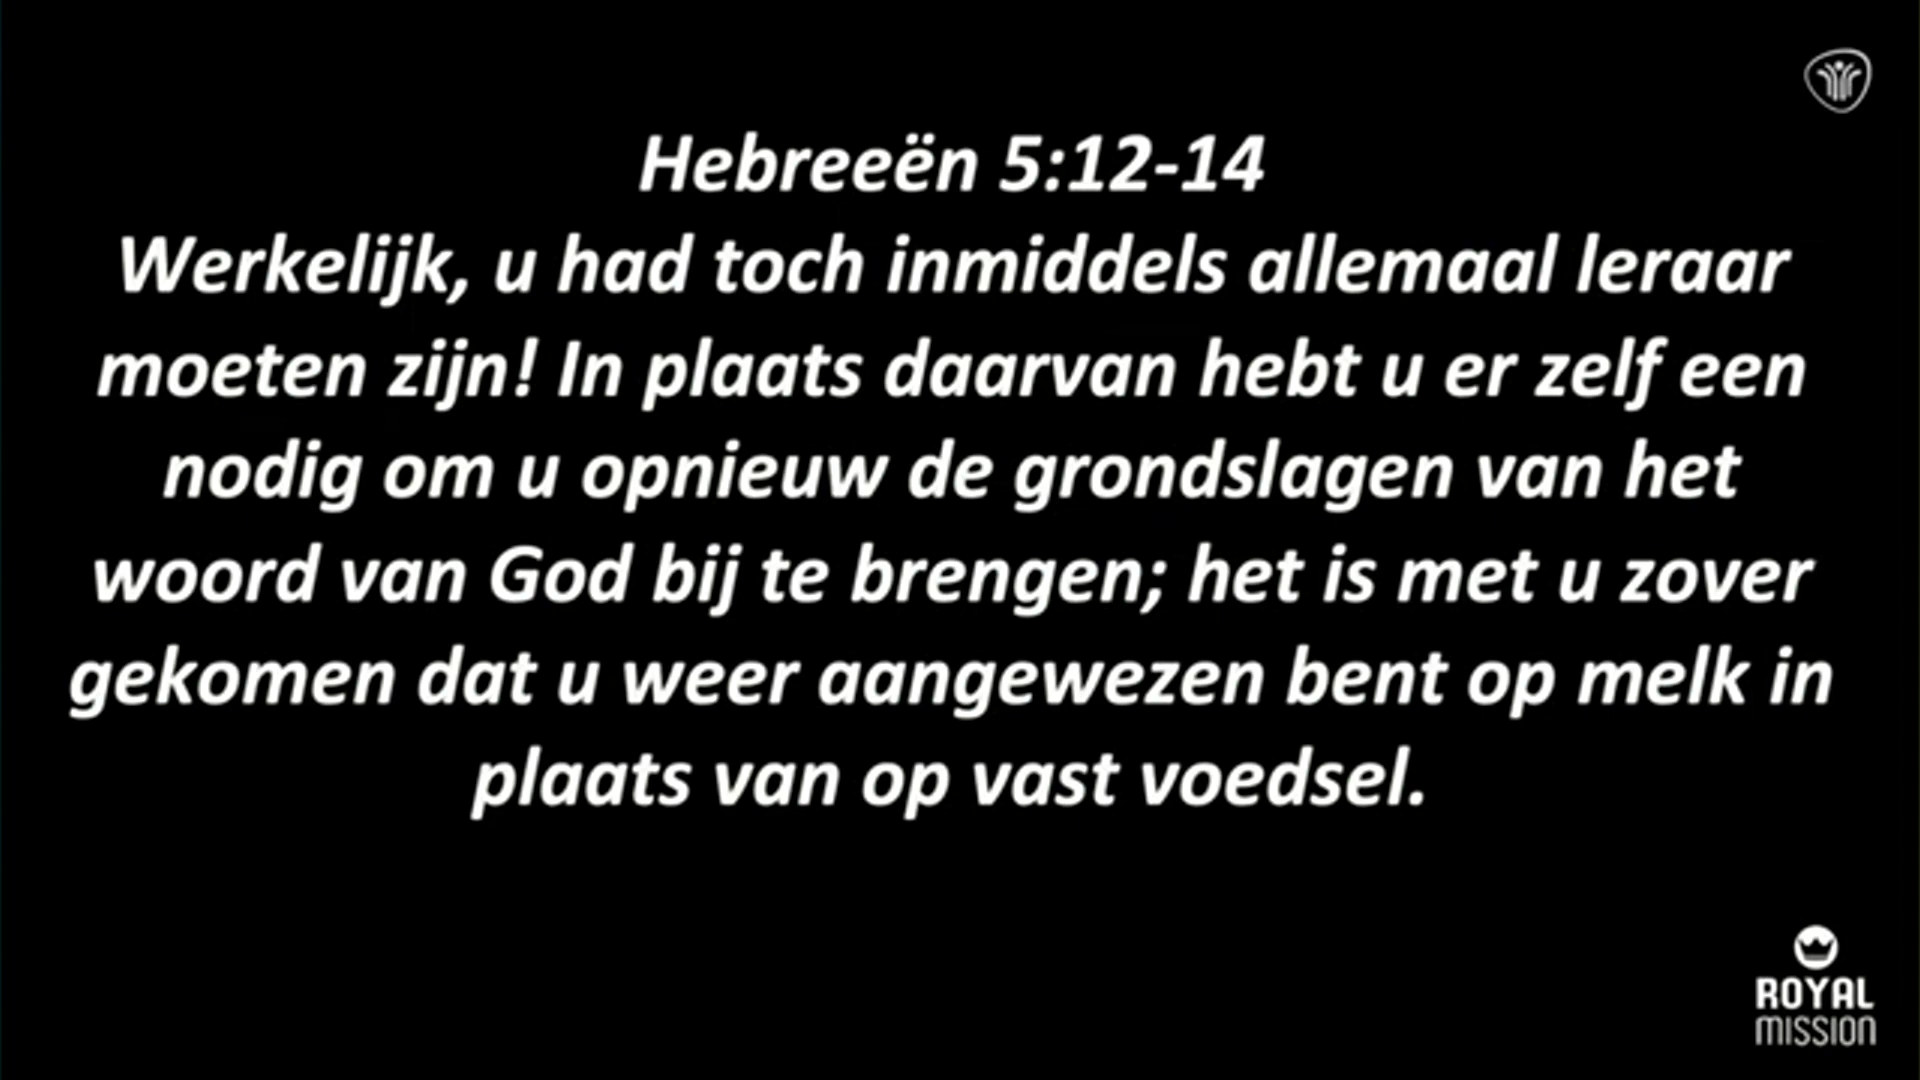 Hebreeën 5:12-14
Werkelijk, u had toch inmiddels allemaal leraar
moeten zijn! In plaats daarvan hebt u er zelf een
nodig om u opnieuw de grondslagen van het
woord van God bij te brengen; het is met u zover
gekomen dat u weer aangewezen bent op melk in
plaats van op vast voedsel.
ROYAL
MISSION